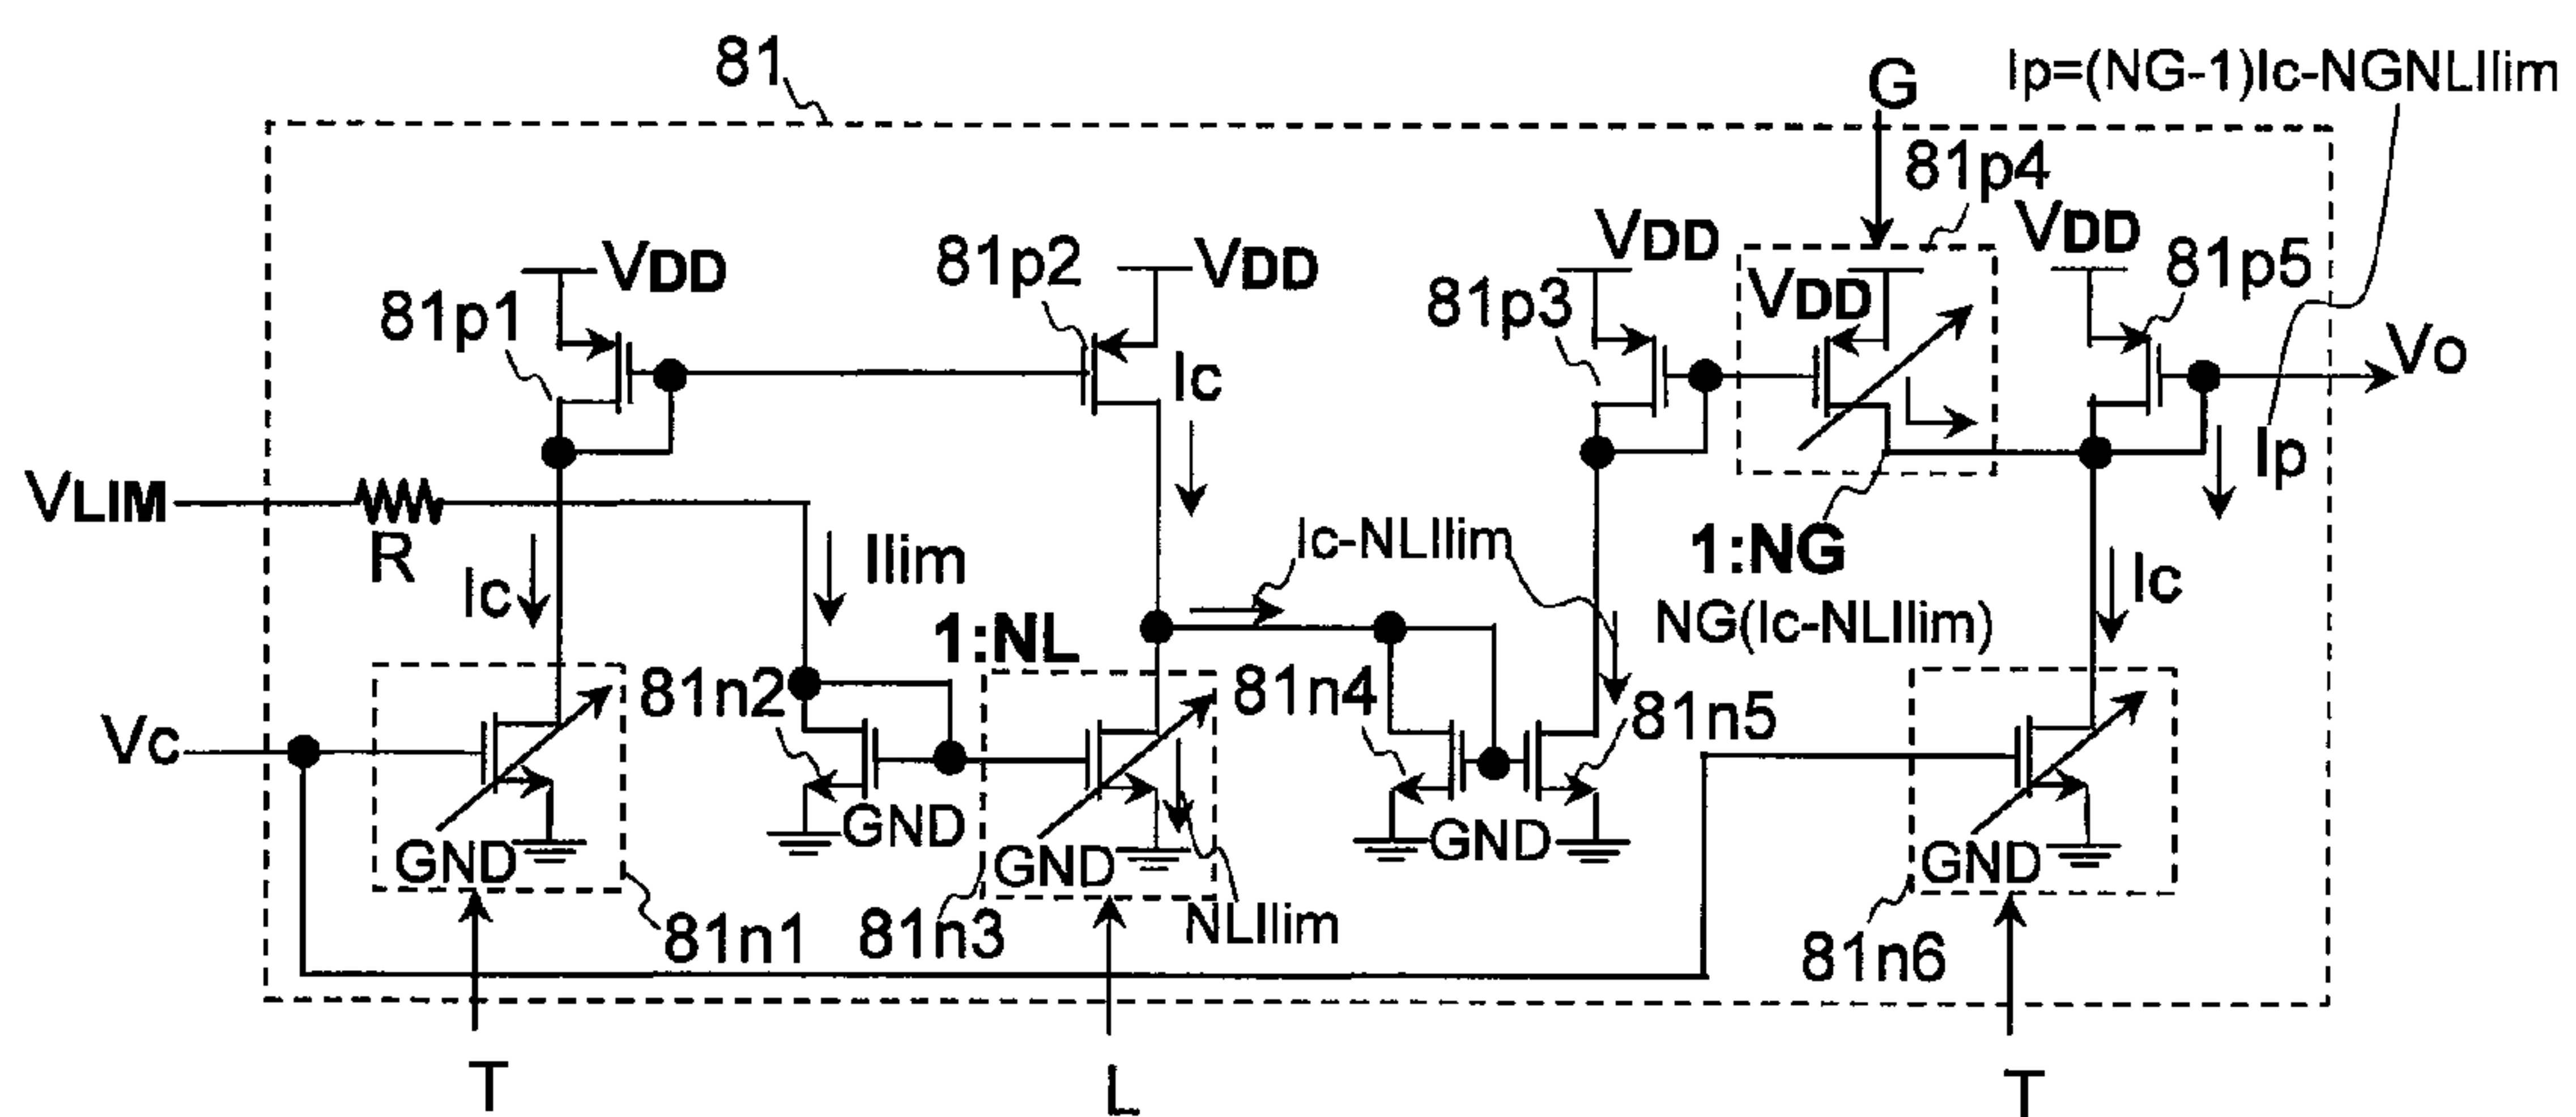 81
Ip=(NG-1)Ic-NGNLIlim
G
81p4
VDD
81p2
VDD
VDD
VDD
81p5
81p1
81p3
VDD
Vo
Ic
VLIM
R
Ic
Ilim
Ic-NLIlim
1:NG
Ip
1:NL
NG(Ic-NLIlim)
Ic
81n2
81n4
81n5
Vc
GND
GND
GND
GND
GND
81n1
81n3
NLIlim
81n6
T
L
T